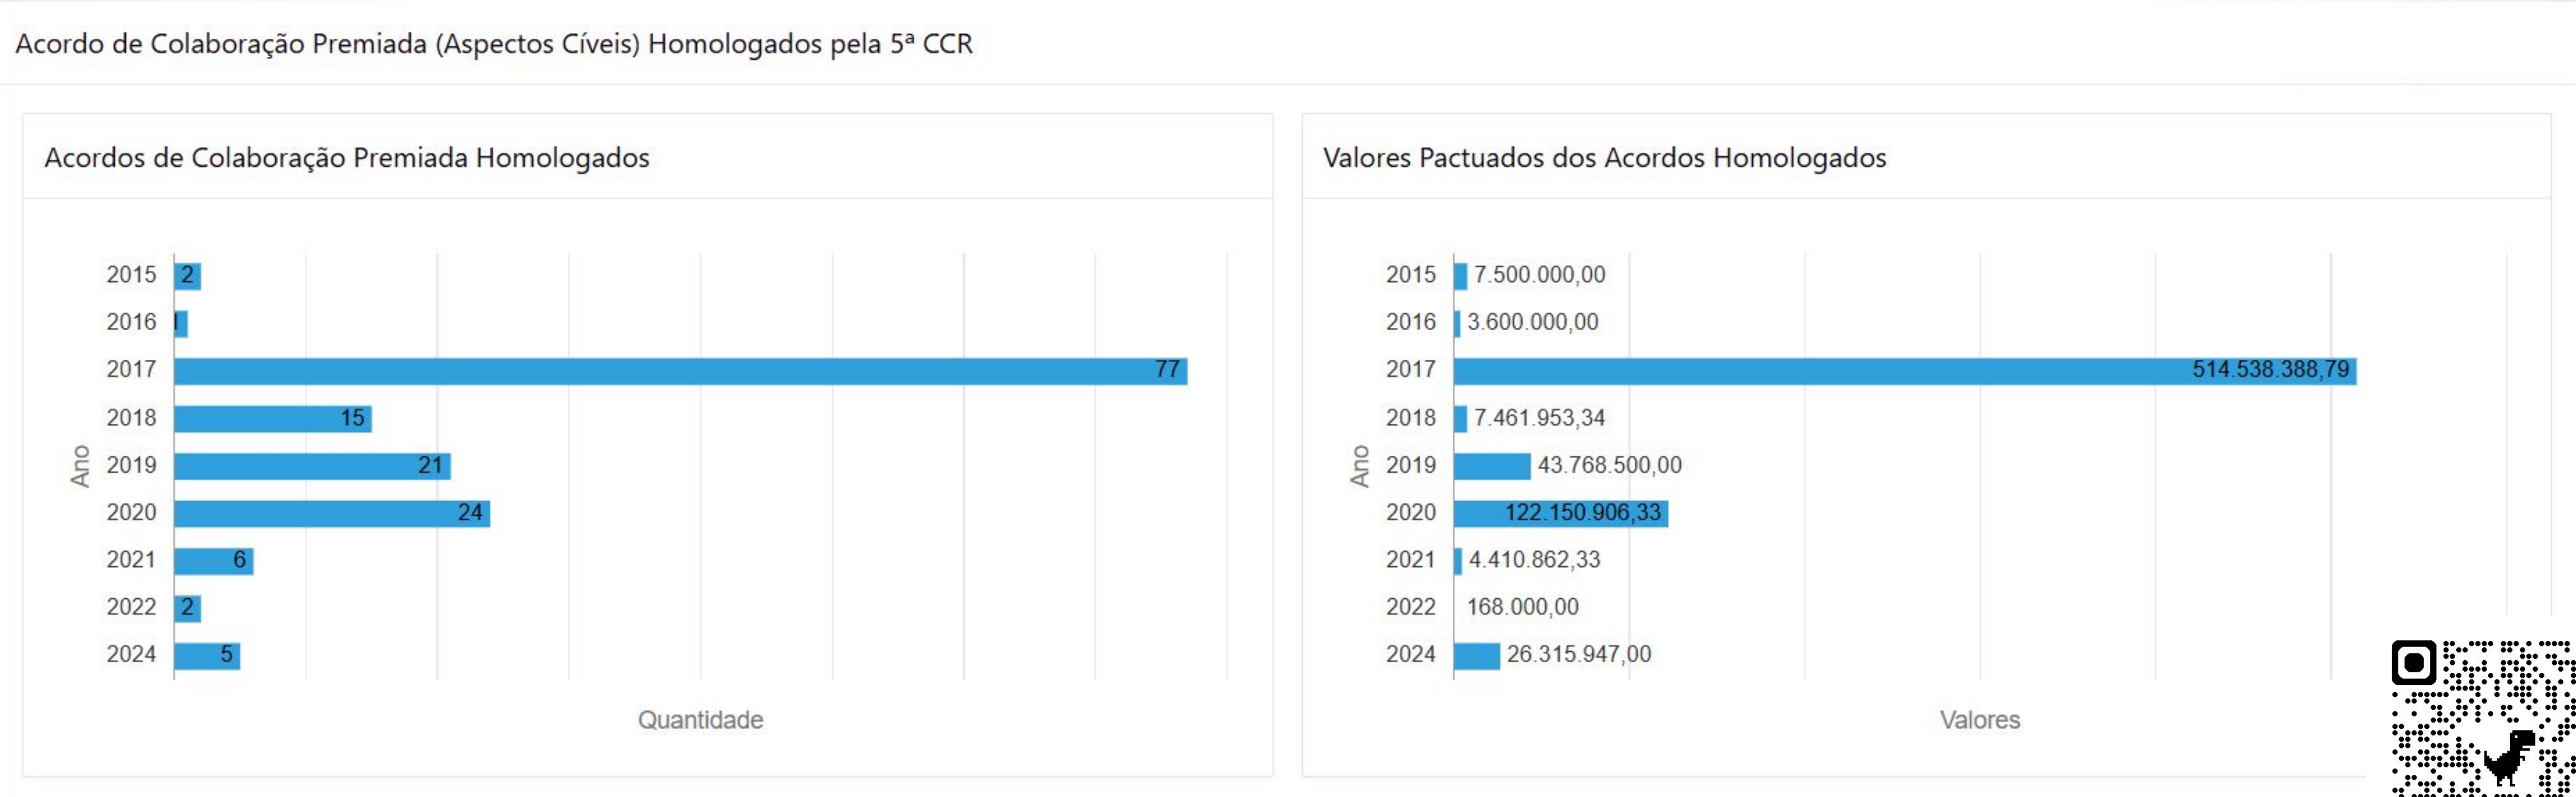 Acordo de Colaboração Premiada (Aspectos Cíveis) Homologados pela 5ª CCR
Acordos de Colaboração Premiada Homologados
Ano
2015 2
2016 1
2017 77
2018 15
2019 21
2020 24
2021 6
2022 2
2024 5
Quantidade
Valores Pactuados dos Acordos Homologados
Ano
2015 7.500.000,00
2016 3.600.000,00
2017 514.538.388,79
2018 7.461.953,34
2019 43.768.500,00
2020 122.150.906,33
2021 4.410.862,33
2022 168.000,00
2024 26.315.947,00
Valores